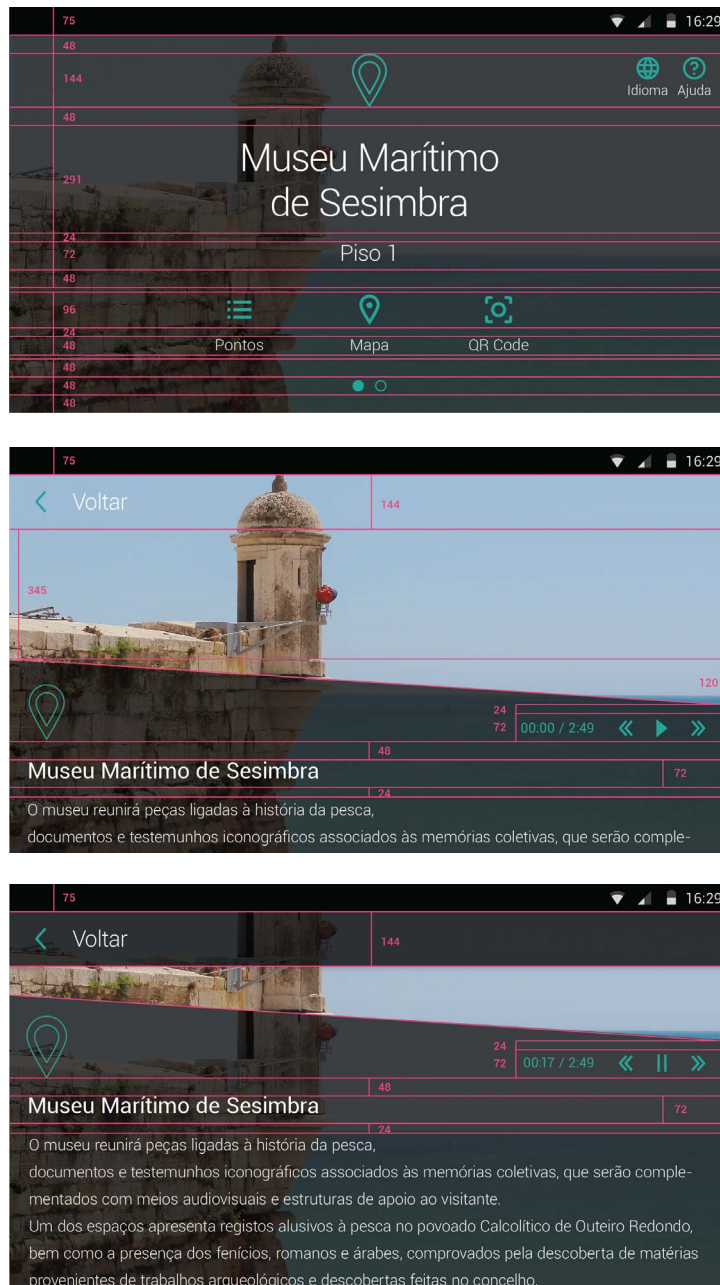 75
16:29
48
144
Idioma Ajuda
48
Museu Marítimo
291
de Sesimbra
24
72
Piso 1
48
96
24
48
Pontos Mapa QR Code
48
48
48
75
16:29
Voltar
144
345
120
24
72 00:00 / 2:49
48
Museu Marítimo de Sesimbra
72
24
O museu reunirá peças ligadas à história da pesca,
documentos e testemunhos iconográficos associados às memórias coletivas, que serão comple-
75
16:29
Voltar
144
24
72 00:17 / 2:49
48
Museu Marítimo de Sesimbra
72
24
O museu reunirá peças ligadas à história da pesca,
documentos e testemunhos iconográficos associados às memórias coletivas, que serão comple-
mentados com meios audiovisuais e estruturas de apoio ao visitante.
Um dos espaços apresenta registos alusivos à pesca no povoado Calcolítico de Outeiro Redondo,
bem como a presença dos fenícios, romanos e árabes, comprovados pela descoberta de matérias
provenientes de trabalhos arqueológicos e descobertas feitas no concelho.